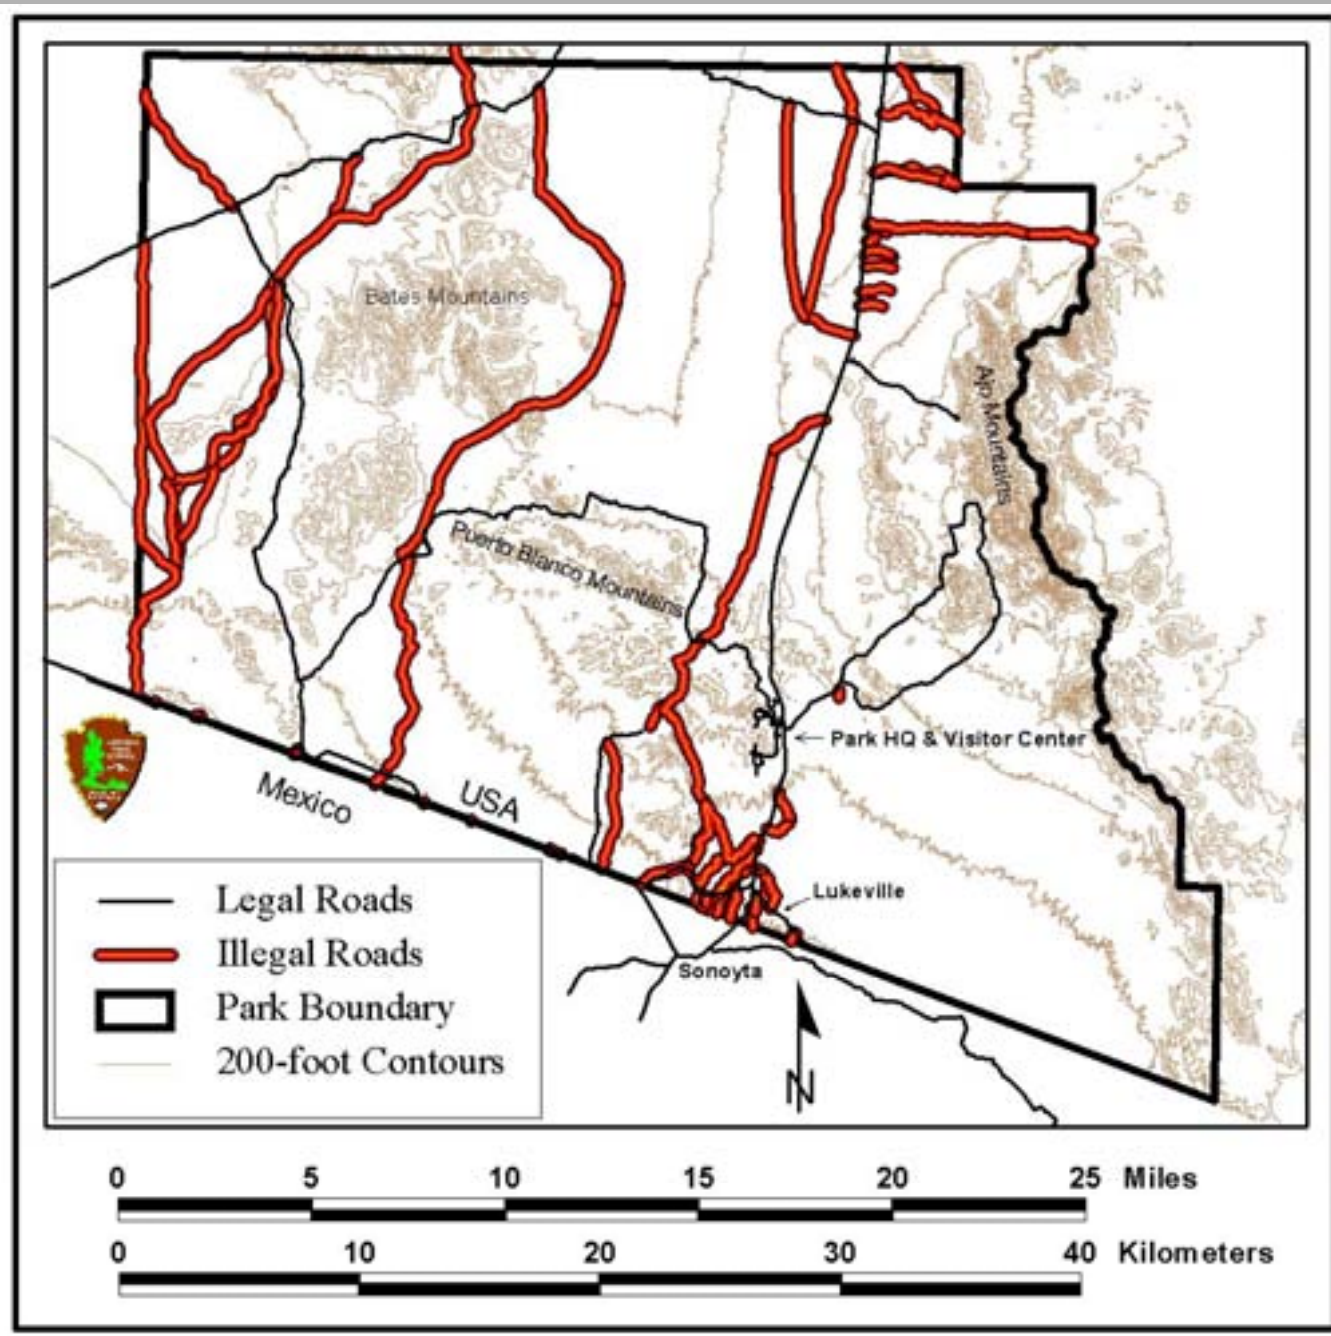 Bates Mountains
Ajo Mountains
Puerto Blanco Mountains
Park HQ & Visitor Center
Mexico
USA
Lukeville
Sonoyta
N
Legal Roads
Illegal Roads
Park Boundary
200-foot Contours
0 5 10 15 20 25 Miles
0 10 20 30 40 Kilometers